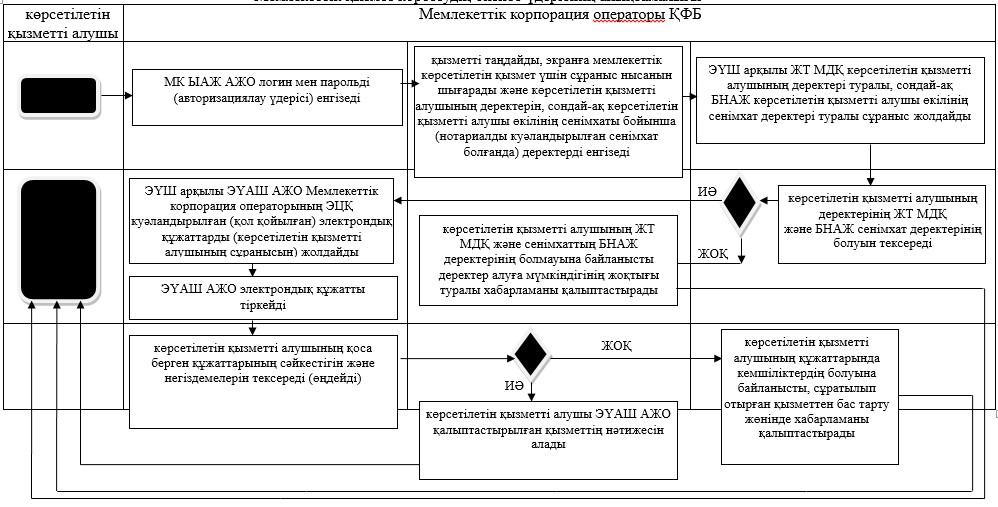 көрсетілетін
қызметті алушы
Мемлекеттік корпорация операторы ҚФБ
МК ЫАЖ АЖО логин мен парольді
(авторизациялау үдерісі) енгізеді
қызметті таңдайды, экранға мемлекеттік
көрсетілетін қызмет үшін сұраныс нысанын
шығарады және көрсетілетін қызметті
алушының деректерін, сондай-ақ көрсетілетін
қызметті алушы өкілінің сенімхаты бойынша
(нотариалды куәландырылған сенімхат
болғанда) деректерді енгізеді
ЭҮШ арқылы ЖТ МДҚ көрсетілетін қызметті
алушының деректері туралы, сондай-ақ
БНАЖ көрсетілетін қызметті алушы өкілінің
сенімхат деректері туралы сұраныс жолдайды
ЭҮШ арқылы ЭҮАШ АЖО Мемлекеттік
корпорация операторының ЭЦҚ
куәландырылған (қол қойылған) электрондық
құжаттарды (көрсетілетін қызметті
алушының сұранысын) жолдайды
ИӘ
көрсетілетін қызметті алушының
деректерінің ЖТ МДҚ
және БНАЖ сенімхат деректерінің
болуын тексереді
ЖОҚ
көрсетілетін қызметті алушының ЖТ
МДҚ және сенімхаттың БНАЖ
деректерінің болмауына байланысты
деректер алуға мүмкіндігінің жоқтығы
туралы хабарламаны қалыптастырады
ЭҮАШ АЖО электрондық құжатты
тіркейді
көрсетілетін қызметті алушының қоса
берген құжаттарының сәйкестігін және
негіздемелерін тексереді (өңдейді)
ЖОҚ
ИӘ
көрсетілетін қызметті
алушының құжаттарында
кемшіліктердің болуына
байланысты, сұратылып
отырған қызметтен бас тарту
жөнінде хабарламаны
қалыптастырады
көрсетілетін қызметті алушы ЭҮАШ АЖО
қалыптастырылған қызметтің нәтижесін
алады